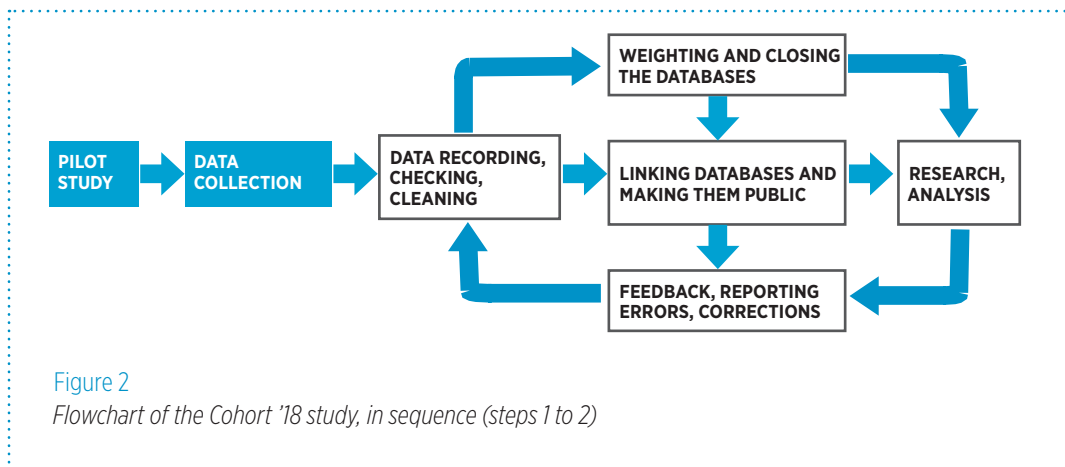 WEIGHTING AND CLOSING
THE DATABASES
PILOT
STUDY
DATA
COLLECTION
DATA RECORDING,
CHECKING,
CLEANING
LINKING DATABASES AND
MAKING THEM PUBLIC
RESEARCH,
ANALYSIS
FEEDBACK, REPORTING
ERRORS, CORRECTIONS
Figure 2
Flowchart of the Cohort ’18 study, in sequence (steps 1 to 2)